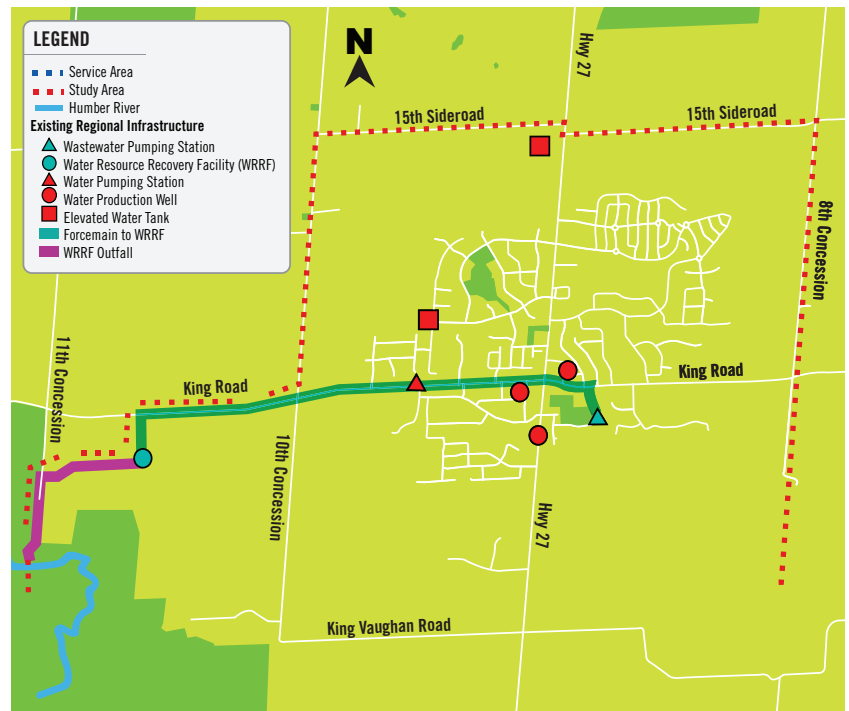 LEGEND
Service Area
Study Area
Humber River
Existing Regional Infrastructure
Wastewater Pumping Station
Water Resource Recovery Facility (WRRF)
Water Pumping Station
Water Production Well
Elevated Water Tank
Forcemain to WRRF
WRRF Outfall
N
Hwy 27
15th Sideroad
15th Sideroad
8th Concession
11th Concession
King Road
King Road
10th Concession
Hwy 27
King Vaughan Road